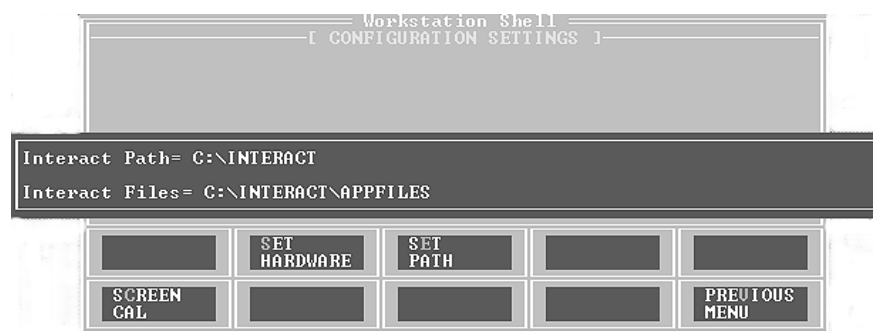 Workstation Shell
[ CONFIGURATION SETTINGS ]
Interact Path= C:\INTERACT
Interact Files= C:\INTERACT\APPFILES
SET
HARDWARE
SET
PATH
SCREEN
CAL
PREVIOUS
MENU